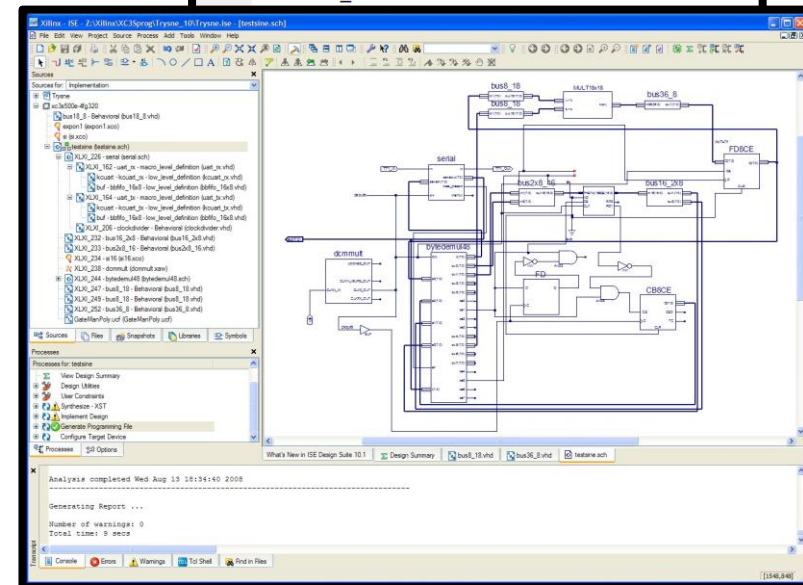 Xilinx - ISE - Z:\Xilinx\XC3Sprog\Trysne_10\Trysne.ise - [testsine.sch]
File Edit View Project Source Process Add Tools Window Help
Sources
Sources for: Implementation
Trysne
xc3s500e-4fg320
bus18_8 - Behavioral (bus18_8.vhd)
expon1 (expon1.xco)
si (si.xco)
testsine (testsine.sch)
XLXI_226 - serial (serial.sch)
XLXI_162 - uart_rx - macro_level_definition (uart_rx.vhd)
kcuart - kcuart_rx - low_level_definition (kcuart_rx.vhd)
buf - bbfifo_16x8 - low_level_definition (bbfifo_16x8.vhd)
XLXI_164 - uart_tx - macro_level_definition (uart_tx.vhd)
kcuart - kcuart_tx - low_level_definition (kcuart_tx.vhd)
buf - bbfifo_16x8 - low_level_definition (bbfifo_16x8.vhd)
XLXI_206 - clockdivider - Behavioral (clockdivider.vhd)
XLXI_232 - bus16_2x8 - Behavioral (bus16_2x8.vhd)
XLXI_233 - bus2x8_16 - Behavioral (bus2x8_16.vhd)
XLXI_234 - si16 (si16.xco)
XLXI_238 - dcmmult (dcmmult.xaw)
XLXI_244 - bytedemul48 (bytedemul48.sch)
XLXI_247 - bus8_18 - Behavioral (bus8_18.vhd)
XLXI_249 - bus8_18 - Behavioral (bus8_18.vhd)
XLXI_252 - bus36_8 - Behavioral (bus36_8.vhd)
GateManPoly.ucf (GateManPoly.ucf)
Sources Files Snapshots Libraries Symbols
Processes
Processes for: testsine
View Design Summary
Design Utilities
User Constraints
Synthesize - XST
Implement Design
Generate Programming File
Configure Target Device
Processes Options
bus8_18
MULT18x18
bus36_8
bus8_18
FD8CE
serial
bus2x8_16
bus16_2x8
bytedemul48
dcmmult
FD
CB8CE
What's New in ISE Design Suite 10.1 Design Summary bus8_18.vhd bus36_8.vhd testsine.sch
Analysis completed Wed Aug 13 18:34:40 2008
Generating Report ...
Number of warnings: 0
Total time: 9 secs
Transcript
Console Errors Warnings Tcl Shell Find in Files
[1548,848]